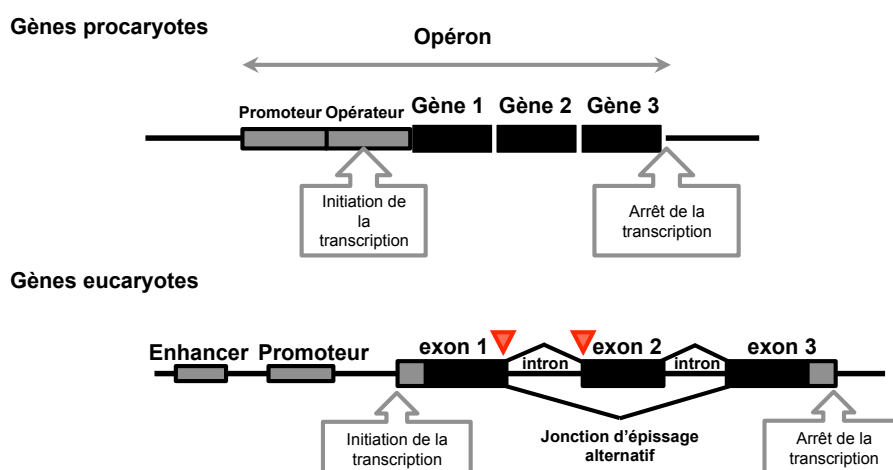 Gènes procaryotes
Opéron
Promoteur Opérateur Gène 1 Gène 2 Gène 3
Initiation de
la
transcription
Arrêt de la
transcription
Gènes eucaryotes
Enhancer Promoteur exon 1 exon 2 exon 3
intron intron
Initiation de la
transcription
Jonction d'épissage
alternatif
Arrêt de la
transcription